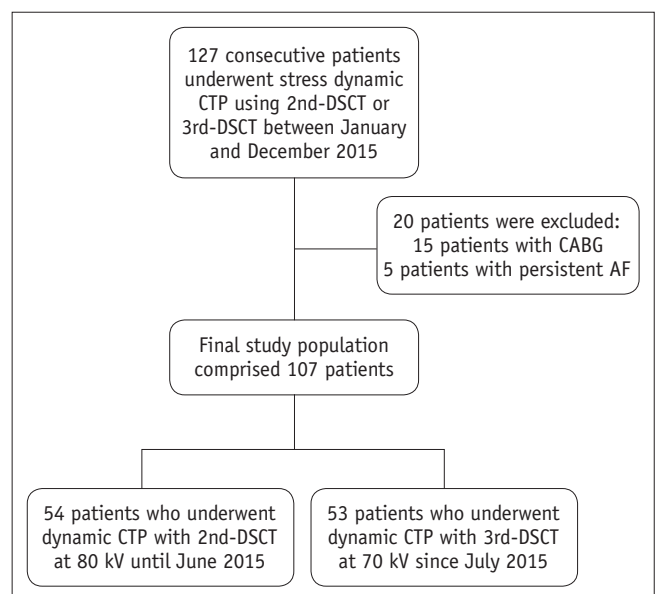 127 consecutive patients
underwent stress dynamic
CTP using 2nd-DSCT or
3rd-DSCT between January
and December 2015
20 patients were excluded:
15 patients with CABG
5 patients with persistent AF
Final study population
comprised 107 patients
54 patients who underwent
dynamic CTP with 2nd-DSCT
at 80 kV until June 2015
53 patients who underwent
dynamic CTP with 3rd-DSCT
at 70 kV since July 2015